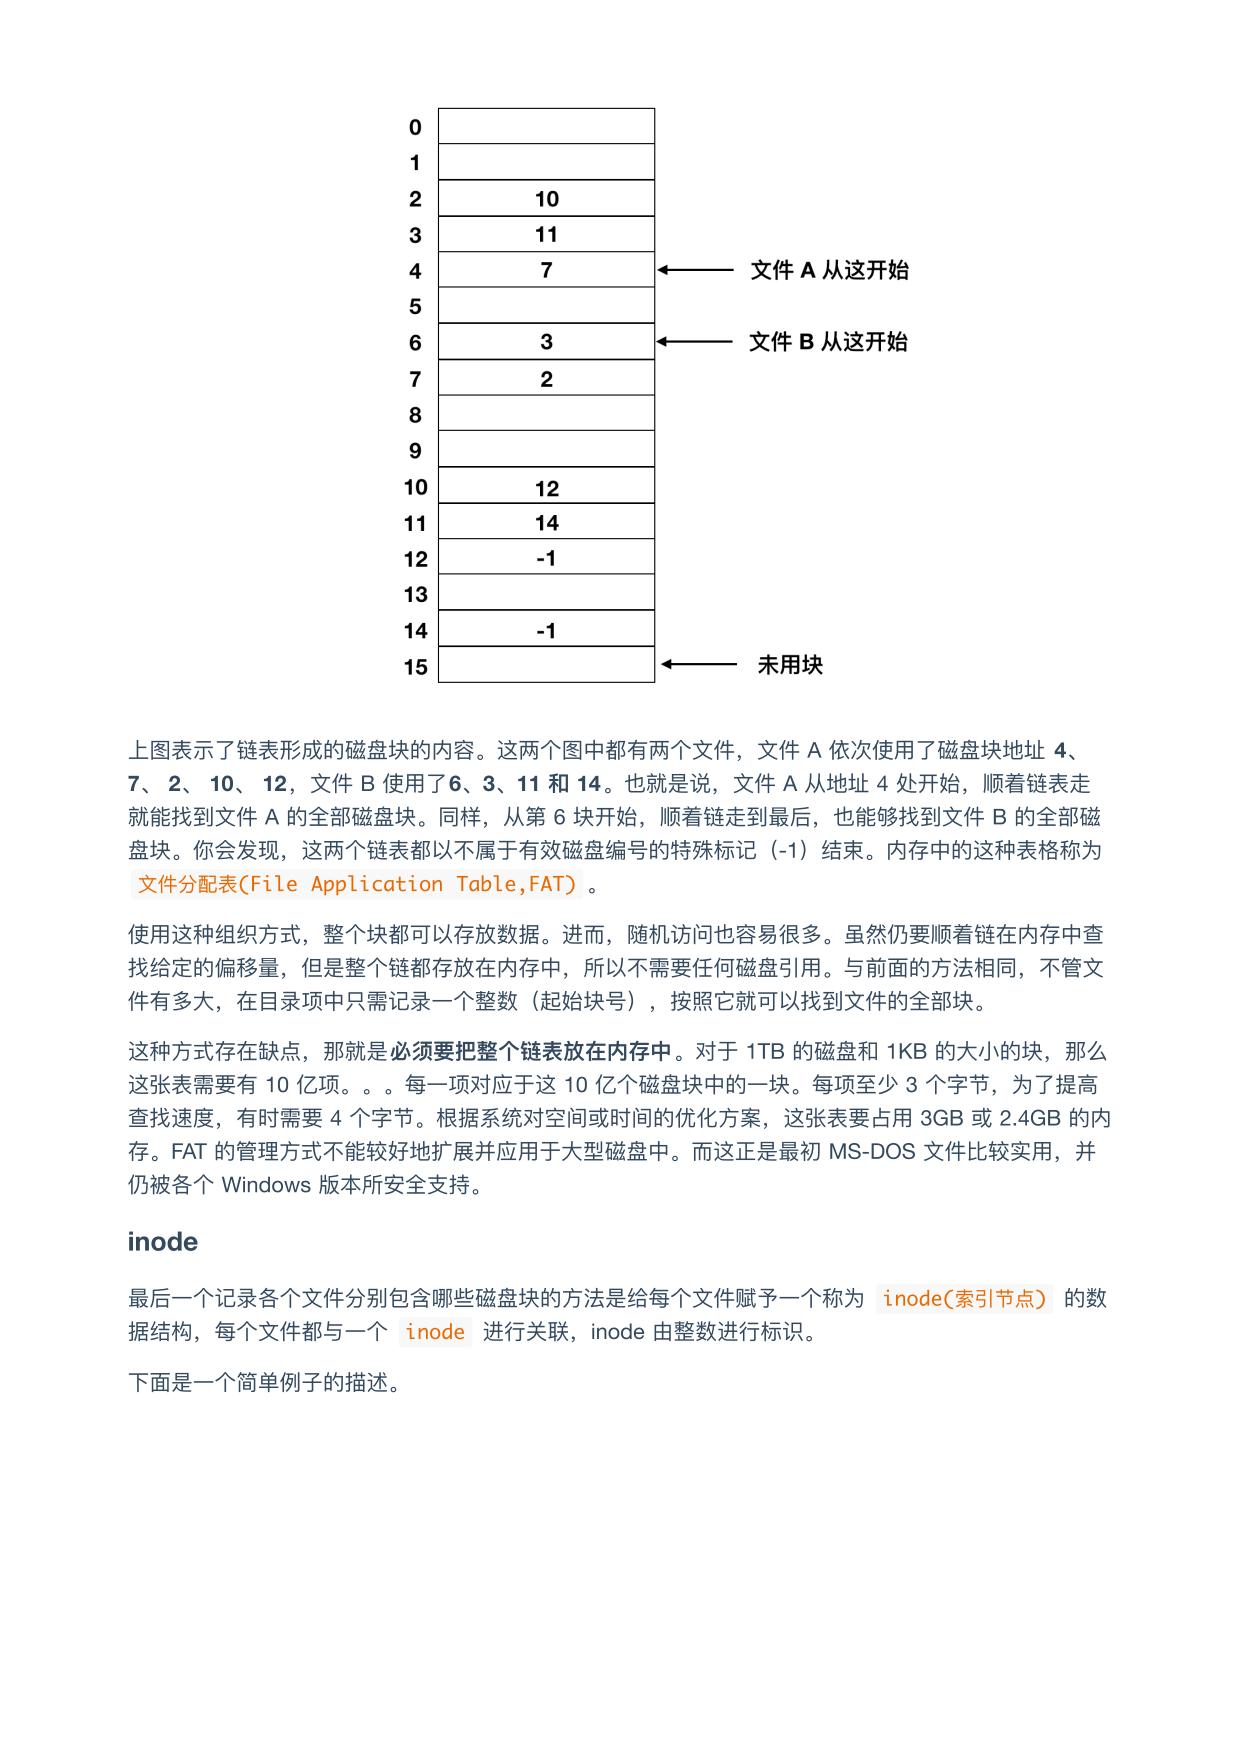 0
1
2 10
3 11
4 7 文件 A 从这开始
5
6 3 文件 B 从这开始
7 2
8
9
10 12
11 14
12 -1
13
14 -1
15 未用块
上图表示了链表形成的磁盘块的内容。这两个图中都有两个文件，文件 A 依次使用了磁盘块地址 4、
7、 2、 10、 12，文件 B 使用了6、3、11 和 14。也就是说，文件 A 从地址 4 处开始，顺着链表走
就能找到文件 A 的全部磁盘块。同样，从第 6 块开始，顺着链走到最后，也能够找到文件 B 的全部磁
盘块。你会发现，这两个链表都以不属于有效磁盘编号的特殊标记（-1）结束。内存中的这种表格称为
文件分配表(File Application Table,FAT) 。
使用这种组织方式，整个块都可以存放数据。进而，随机访问也容易很多。虽然仍要顺着链在内存中查
找给定的偏移量，但是整个链都存放在内存中，所以不需要任何磁盘引用。与前面的方法相同，不管文
件有多大，在目录项中只需记录一个整数（起始块号），按照它就可以找到文件的全部块。
这种方式存在缺点，那就是必须要把整个链表放在内存中。对于 1TB 的磁盘和 1KB 的大小的块，那么
这张表需要有 10 亿项。。。每一项对应于这 10 亿个磁盘块中的一块。每项至少 3 个字节，为了提高
查找速度，有时需要 4 个字节。根据系统对空间或时间的优化方案，这张表要占用 3GB 或 2.4GB 的内
存。FAT 的管理方式不能较好地扩展并应用于大型磁盘中。而这正是最初 MS-DOS 文件比较实用，并
仍被各个 Windows 版本所安全支持。
inode
最后一个记录各个文件分别包含哪些磁盘块的方法是给每个文件赋予一个称为 inode(索引节点) 的数
据结构，每个文件都与一个 inode 进行关联，inode 由整数进行标识。
下面是一个简单例子的描述。